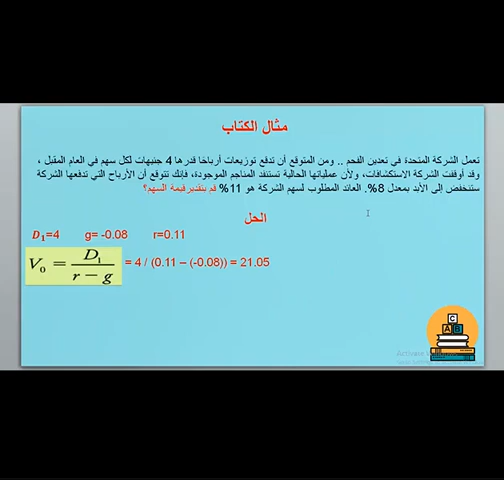 مثال الكتاب
تعمل الشركة المتحدة في تعدين الفحم .. ومن المتوقع أن تدفع توزيعات أرباحًا قدرها 4 جنيهات لكل سهم في العام المقبل ،
وقد أوقفت الشركة الاستكشافات، ولأن عملياتها الحالية تستنفد المناجم الموجودة، فإنك تتوقع أن الأرباح التي تدفعها الشركة
ستنخفض إلى الأبد بمعدل 8%. العائد المطلوب لسهم الشركة هو 11% قم بتقدير قيمة السهم؟
الحل
D₁=4 g= -0.08 r=0.11
V₀ = D₁ / (r − g) = 4 / (0.11 – (-0.08)) = 21.05
C
A B
Activate